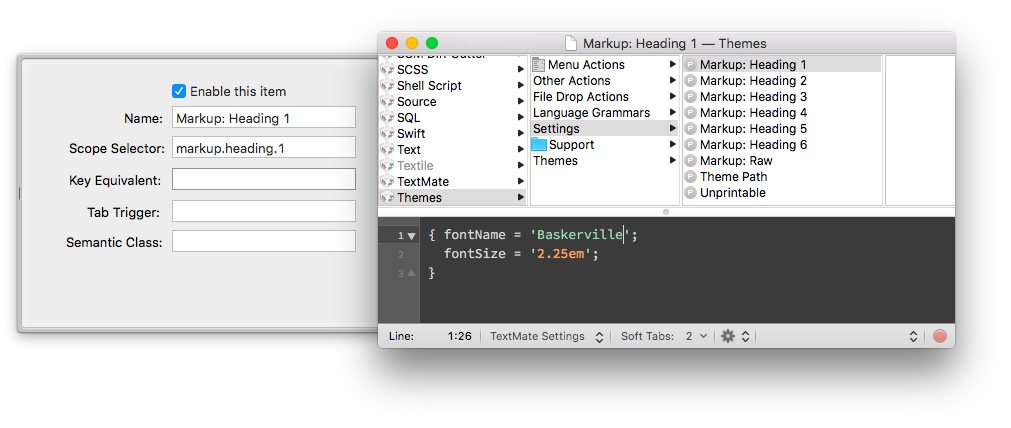 Markup: Heading 1 — Themes
Enable this item
Name: Markup: Heading 1
Scope Selector: markup.heading.1
Key Equivalent:
Tab Trigger:
Semantic Class:
SCSS
Shell Script
Source
SQL
Swift
Text
Textile
TextMate
Themes
Menu Actions
Other Actions
File Drop Actions
Language Grammars
Settings
Support
Themes
P Markup: Heading 1
P Markup: Heading 2
P Markup: Heading 3
P Markup: Heading 4
P Markup: Heading 5
P Markup: Heading 6
P Markup: Raw
P Theme Path
P Unprintable
1 { fontName = 'Baskerville';
2 fontSize = '2.25em';
3 }
Line: 1:26 TextMate Settings Soft Tabs: 2